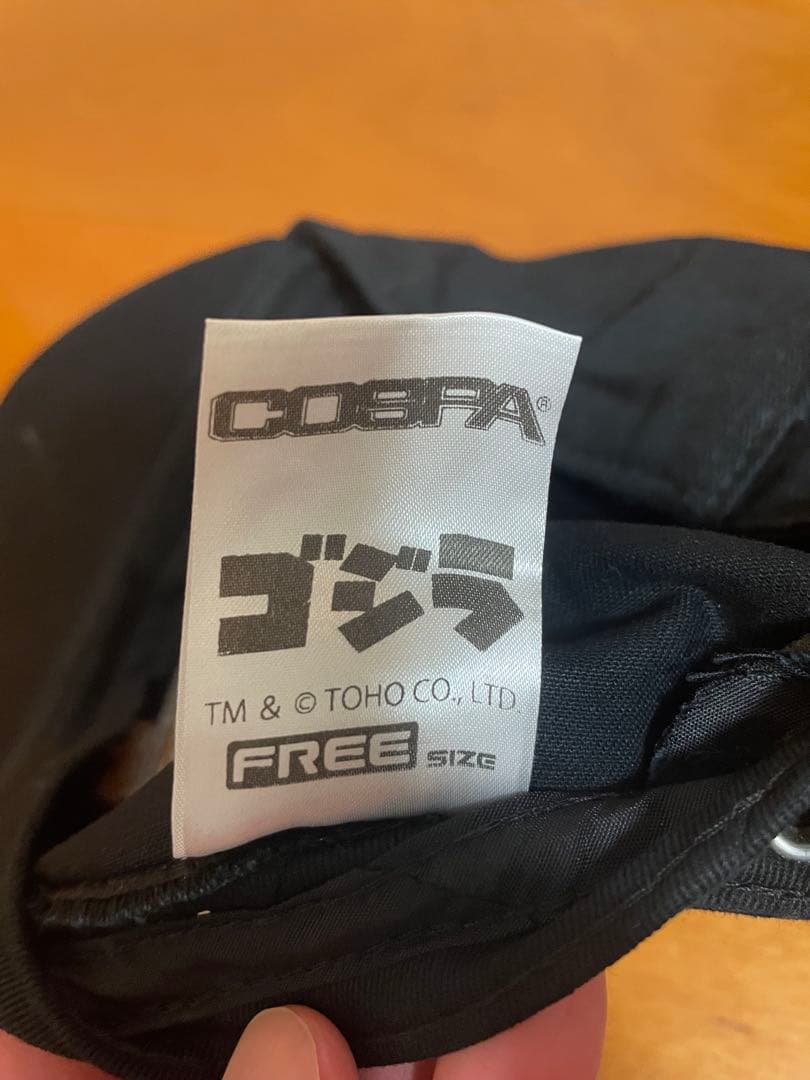 COSPA®
ゴジラ
TM & © TOHO CO., LTD.
FREE SIZE